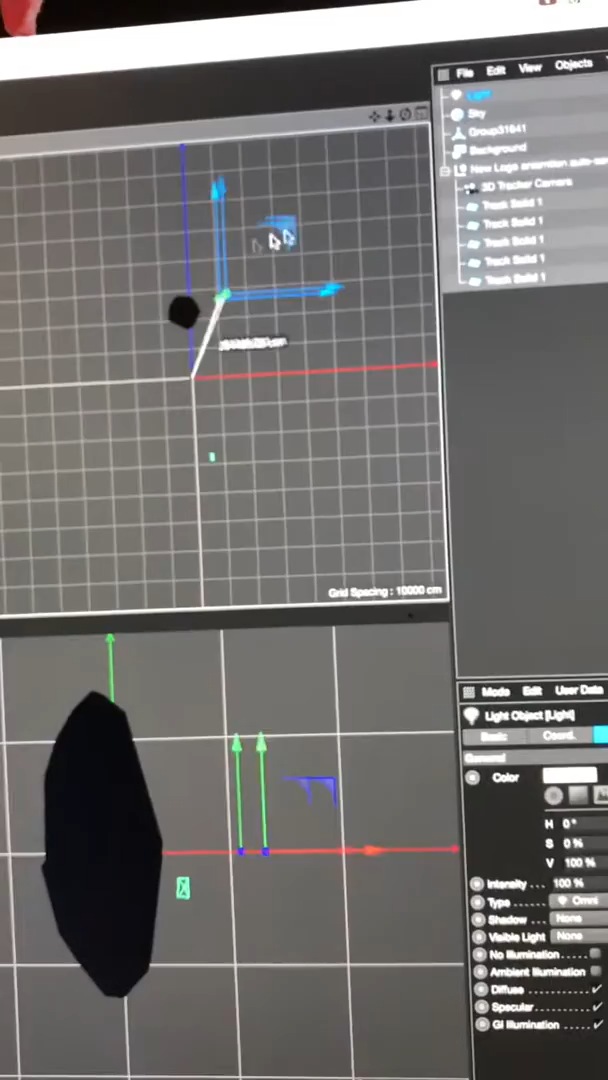 File Edit View Objects
Light
Sky
Group31641
Background
3D Tracker Camera
Track Solid 1
Track Solid 1
Track Solid 1
Track Solid 1
Track Solid 1
Grid Spacing : 10000 cm
Mode Edit User Data
Light Object [Light]
Basic Coord.
General
Color
H 0°
S 0 %
V 100 %
Intensity . . . 100 %
Type . . . . . Omni
Shadow . . . . None
Visible Light . None
No Illumination . . . . .
Ambient Illumination
Diffuse . . . . . . . . . . ✓
Specular. . . . . . . . . ✓
GI Illumination . . . . . ✓